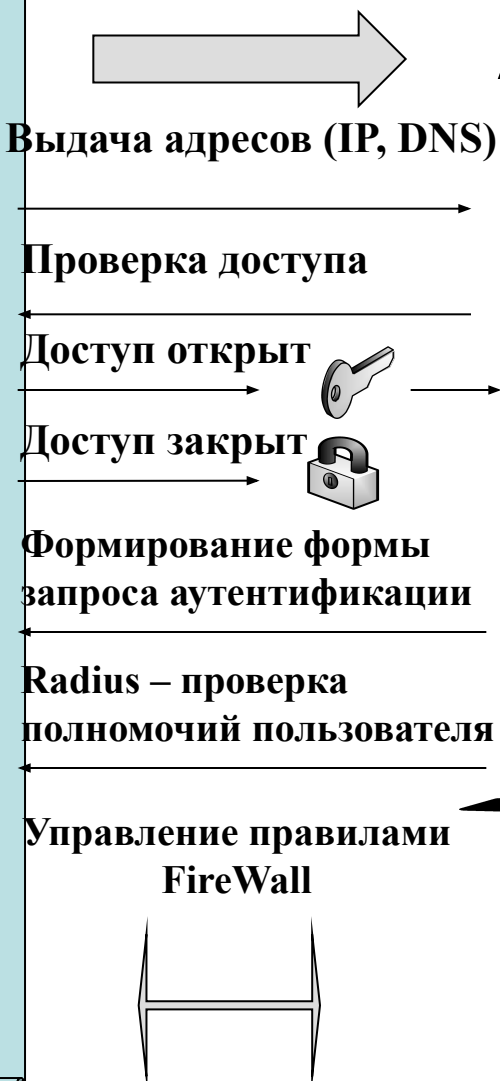 Выдача адресов (IP, DNS)
Проверка доступа
Доступ открыт
Доступ закрыт
Формирование формы
запроса аутентификации
Radius – проверка
полномочий пользователя
Управление правилами
FireWall